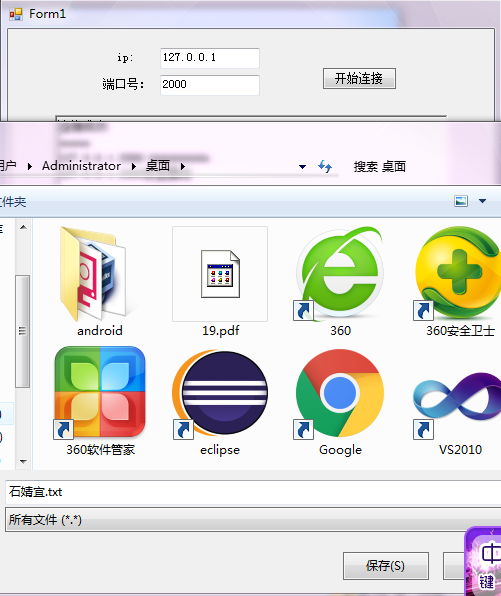 Form1
ip: 127.0.0.1
端口号: 2000
开始连接
用户 Administrator 桌面 搜索 桌面
文件夹
android 19.pdf 360 360安全卫士
360软件管家 eclipse Google VS2010
石婧宜.txt
所有文件 (*.*)
保存(S)
中
键